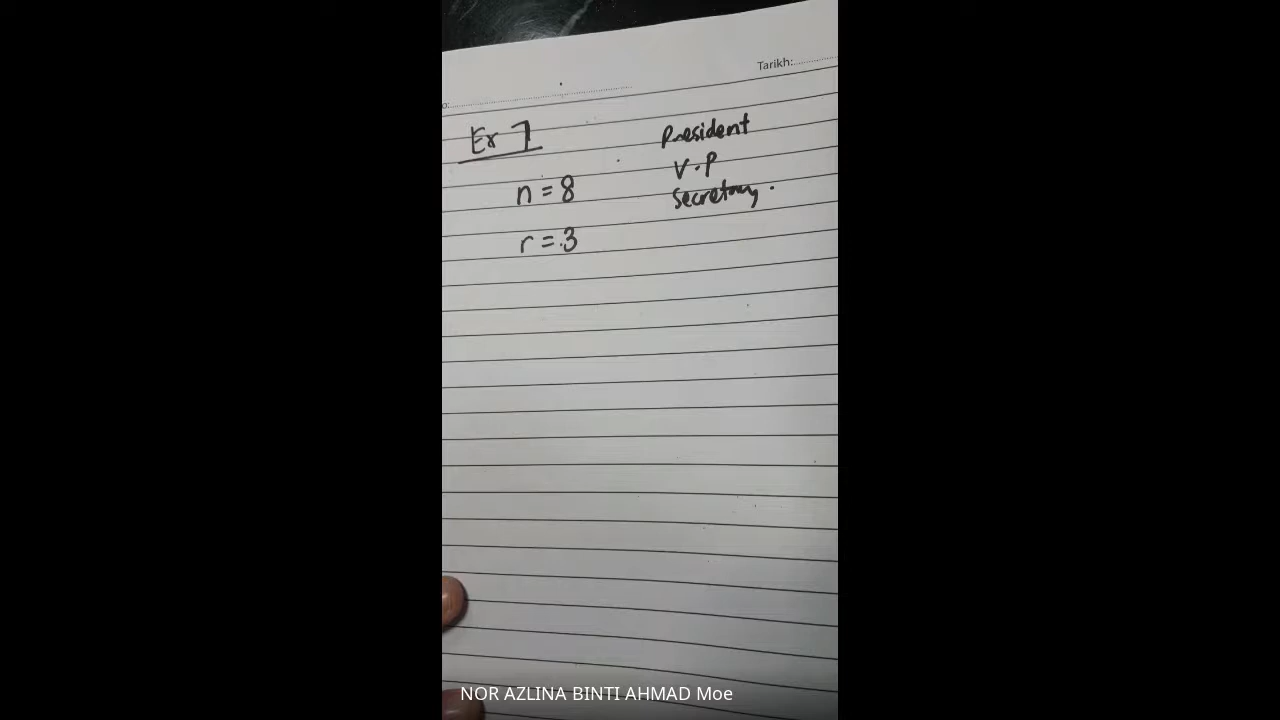 Tarikh:
o:
Ex 7
n = 8
r = 3
President
V.P
Secretary.
NOR AZLINA BINTI AHMAD Moe